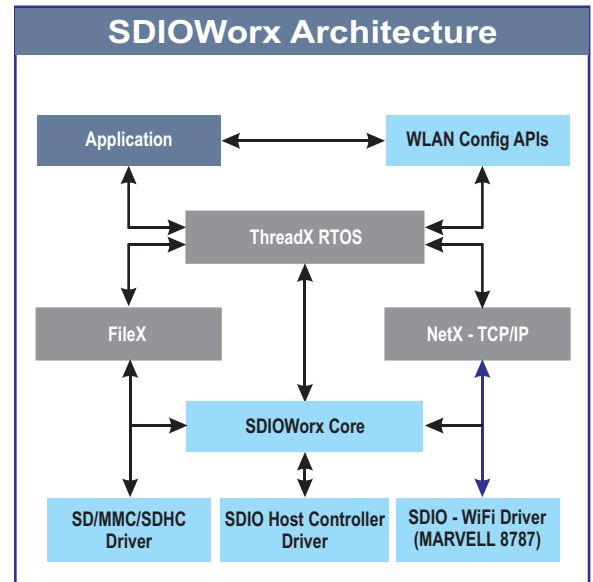 SDIOWorx Architecture
Application
WLAN Config APIs
ThreadX RTOS
FileX
NetX - TCP/IP
SDIOWorx Core
SD/MMC/SDHC
Driver
SDIO Host Controller
Driver
SDIO - WiFi Driver
(MARVELL 8787)